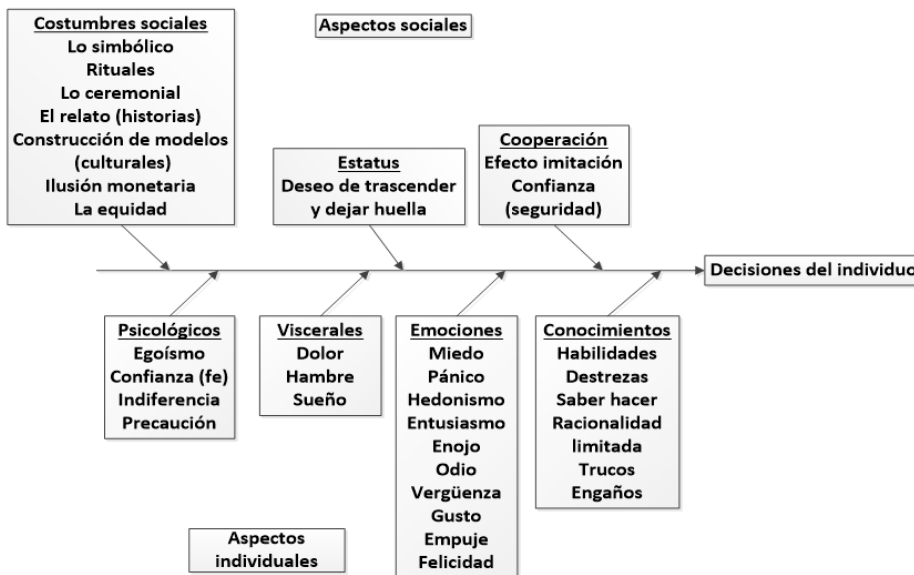 Costumbres sociales
Lo simbólico
Rituales
Lo ceremonial
El relato (historias)
Construcción de modelos
(culturales)
Ilusión monetaria
La equidad
Aspectos sociales
Estatus
Deseo de trascender
y dejar huella
Cooperación
Efecto imitación
Confianza
(seguridad)
Decisiones del individuo
Psicológicos
Egoísmo
Confianza (fe)
Indiferencia
Precaución
Viscerales
Dolor
Hambre
Sueño
Emociones
Miedo
Pánico
Hedonismo
Entusiasmo
Enojo
Odio
Vergüenza
Gusto
Empuje
Felicidad
Conocimientos
Habilidades
Destrezas
Saber hacer
Racionalidad
limitada
Trucos
Engaños
Aspectos
individuales